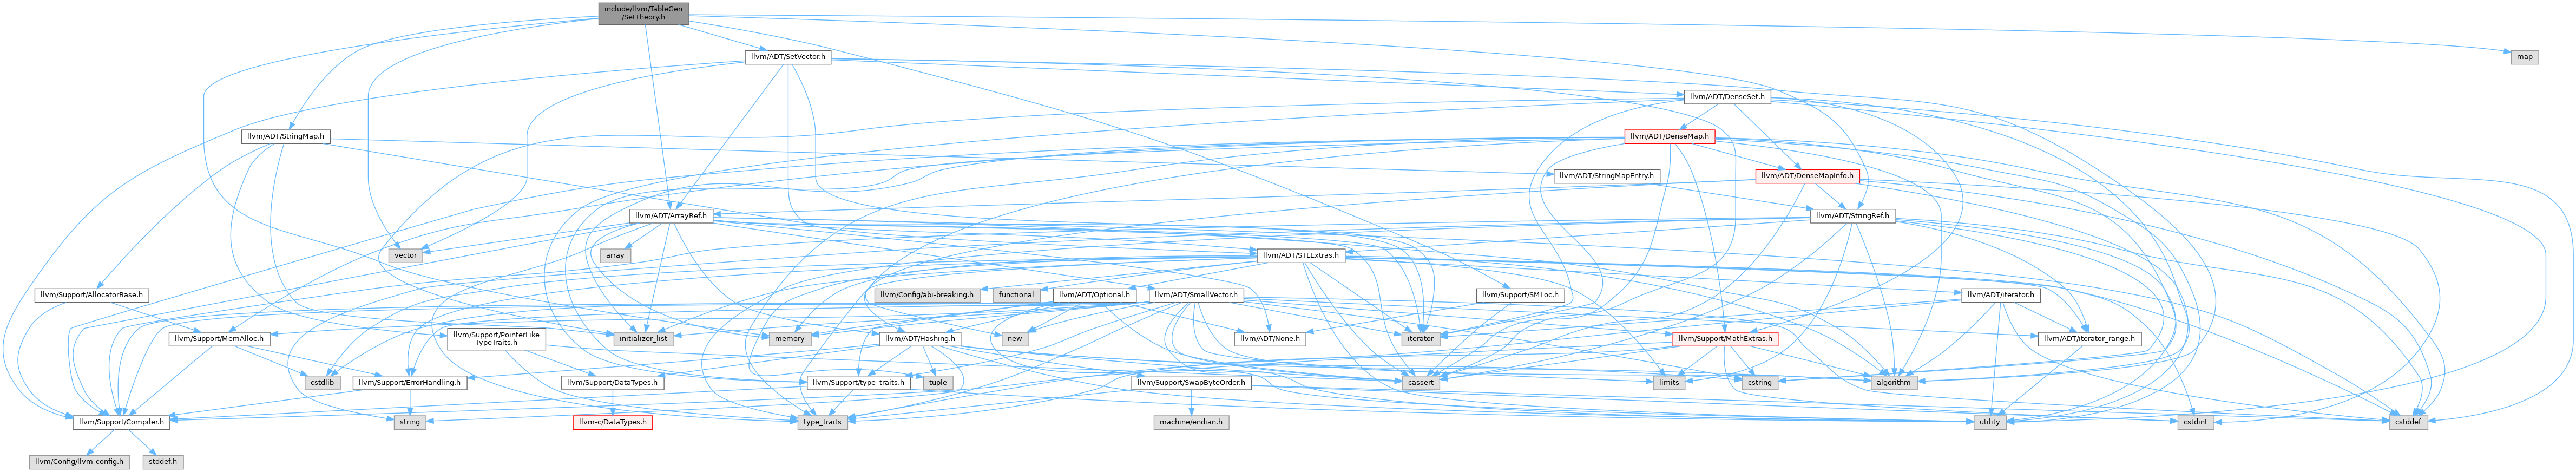 include/llvm/TableGen
/SetTheory.h
llvm/ADT/SetVector.h
map
llvm/ADT/DenseSet.h
llvm/ADT/StringMap.h
llvm/ADT/DenseMap.h
llvm/ADT/StringMapEntry.h
llvm/ADT/DenseMapInfo.h
llvm/ADT/ArrayRef.h
llvm/ADT/StringRef.h
vector
array
llvm/ADT/STLExtras.h
llvm/Support/AllocatorBase.h
llvm/Config/abi-breaking.h
functional
llvm/ADT/Optional.h
llvm/ADT/SmallVector.h
llvm/Support/SMLoc.h
llvm/ADT/iterator.h
llvm/Support/MemAlloc.h
llvm/Support/PointerLike
TypeTraits.h
initializer_list
memory
llvm/ADT/Hashing.h
new
llvm/ADT/None.h
iterator
llvm/Support/MathExtras.h
llvm/ADT/iterator_range.h
cstdlib
llvm/Support/ErrorHandling.h
llvm/Support/DataTypes.h
llvm/Support/type_traits.h
tuple
llvm/Support/SwapByteOrder.h
cassert
limits
cstring
algorithm
llvm/Support/Compiler.h
string
llvm-c/DataTypes.h
type_traits
machine/endian.h
utility
cstdint
cstddef
llvm/Config/llvm-config.h
stddef.h